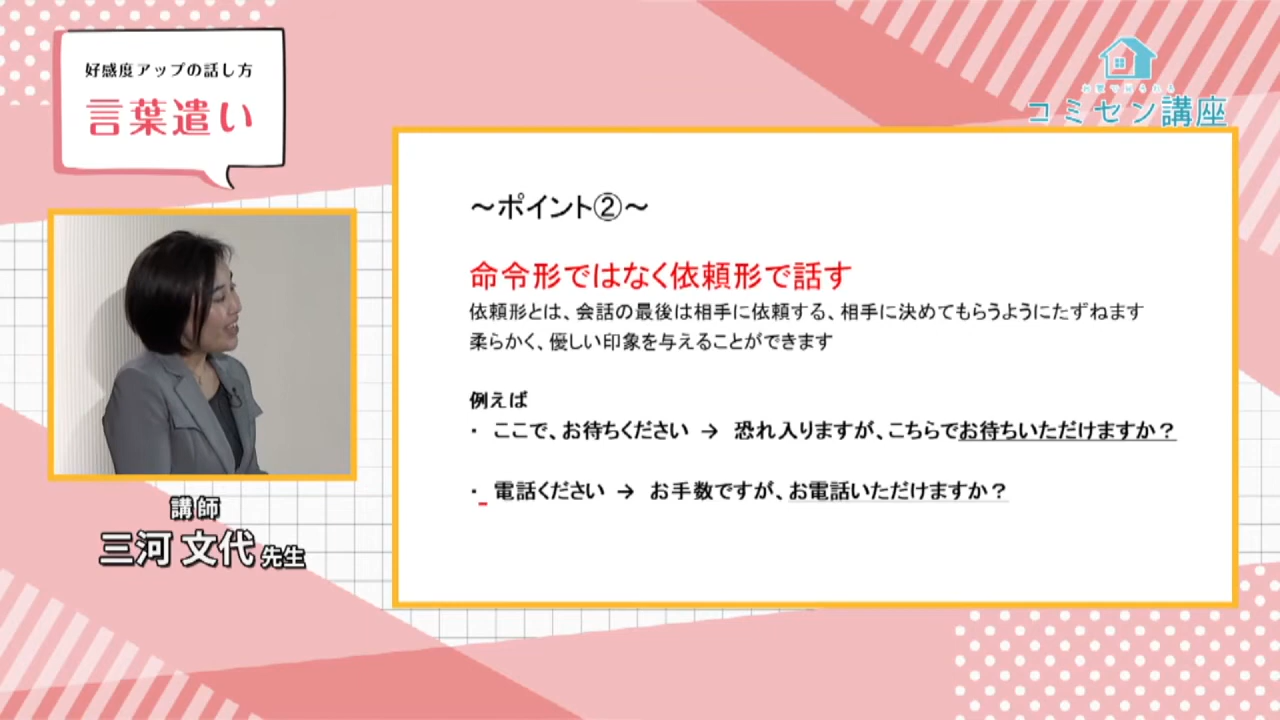 好感度アップの話し方
言葉遣い
コミセン講座
～ポイント②～
命令形ではなく依頼形で話す
依頼形とは、会話の最後は相手に依頼する、相手に決めてもらうようにたずねます
柔らかく、優しい印象を与えることができます
例えば
・ ここで、お待ちください → 恐れ入りますが、こちらでお待ちいただけますか？
・ 電話ください → お手数ですが、お電話いただけますか？
講師
三河 文代 先生